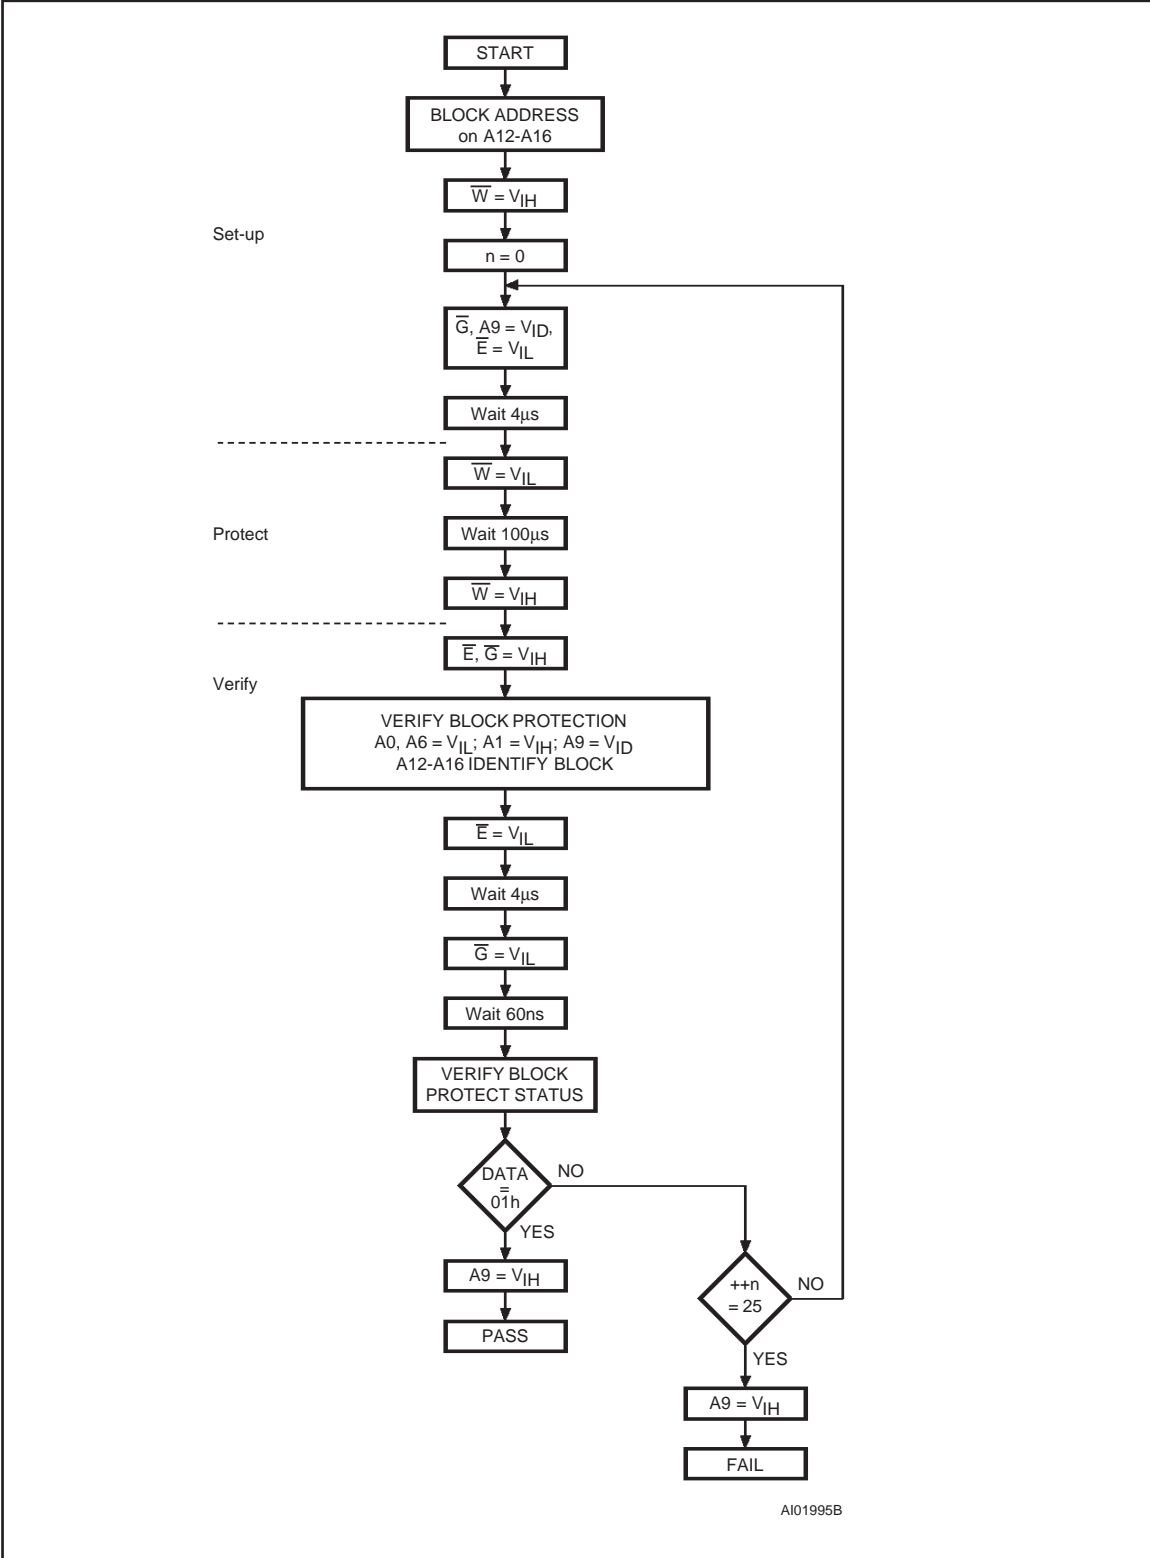 START
BLOCK ADDRESS
on A12-A16
W̅ = VIH
Set-up
n = 0
G̅, A9 = VID,
E̅ = VIL
Wait 4µs
W̅ = VIL
Protect
Wait 100µs
W̅ = VIH
E̅, G̅ = VIH
Verify
VERIFY BLOCK PROTECTION
A0, A6 = VIL; A1 = VIH; A9 = VID
A12-A16 IDENTIFY BLOCK
E̅ = VIL
Wait 4µs
G̅ = VIL
Wait 60ns
VERIFY BLOCK
PROTECT STATUS
DATA
=
01h
NO
YES
A9 = VIH
PASS
++n
= 25
NO
YES
A9 = VIH
FAIL
AI01995B